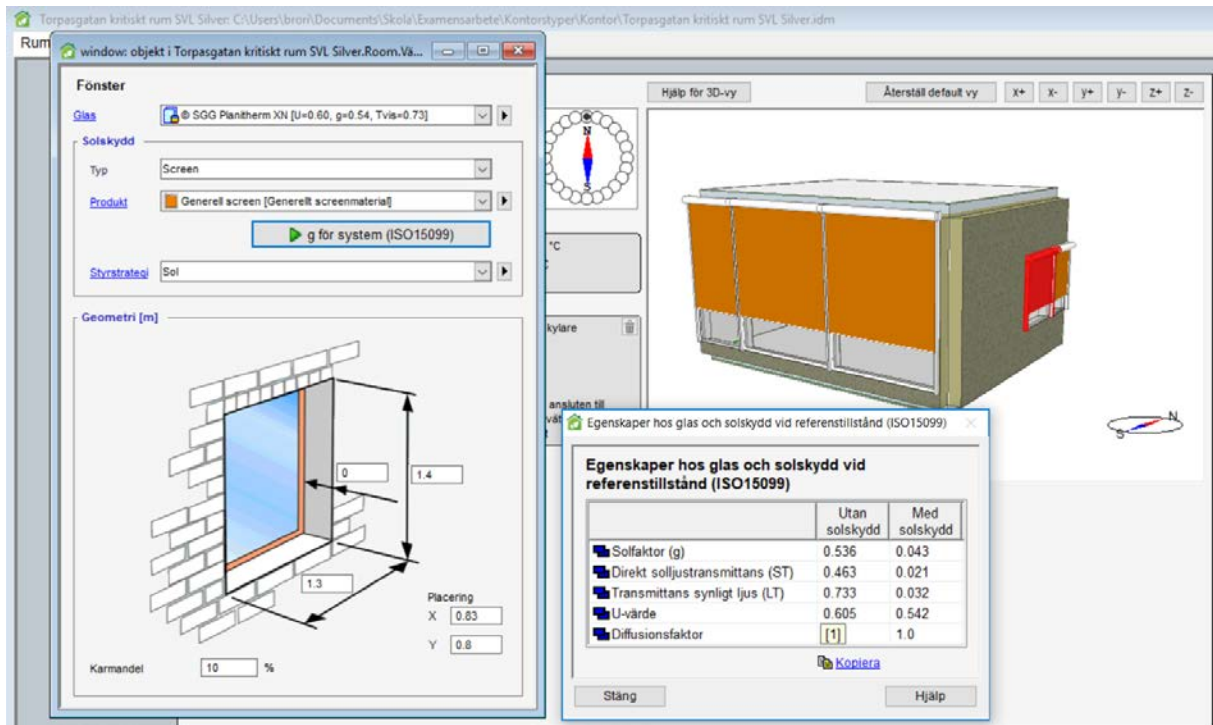 Torpasgatan kritiskt rum SVL Silver: C:\Users\brori\Documents\Skola\Examensarbete\Kontorstyper\Kontor\Torpasgatan kritiskt rum SVL Silver.idm
Rum
window: objekt i Torpasgatan kritiskt rum SVL Silver.Room.Vä...
Fönster
Glas
® SGG Planitherm XN [U=0.60, g=0.54, Tvis=0.73]
Solskydd
Typ
Screen
Produkt
Generell screen [Generellt screenmaterial]
g för system (ISO15099)
Styrstrategi
Sol
Geometri [m]
0
1.4
1.3
Placering
X 0.83
Y 0.8
Karmandel 10 %
N
S
°C
kylare
ansluten till
Hjälp för 3D-vy
Återställ default vy
x+ x- y+ y- z+ z-
S N
Egenskaper hos glas och solskydd vid referenstillstånd (ISO15099)
Egenskaper hos glas och solskydd vid
referenstillstånd (ISO15099)
Utan solskydd Med solskydd
Solfaktor (g) 0.536 0.043
Direkt solljustransmittans (ST) 0.463 0.021
Transmittans synligt ljus (LT) 0.733 0.032
U-värde 0.605 0.542
Diffusionsfaktor [1] 1.0
Kopiera
Stäng
Hjälp